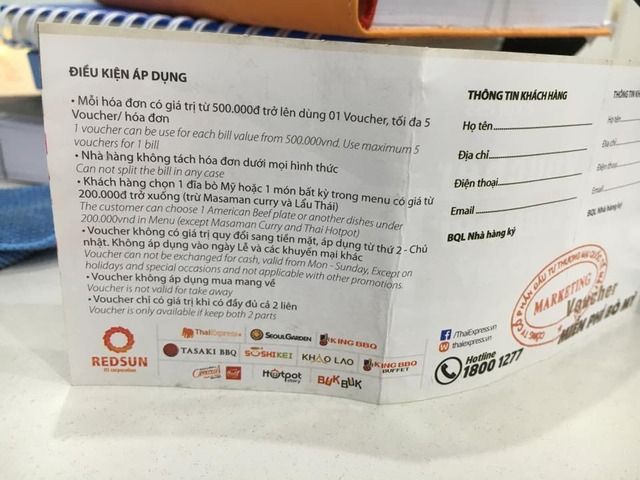 ĐIỀU KIỆN ÁP DỤNG
• Mỗi hóa đơn có giá trị từ 500.000đ trở lên dùng 01 Voucher, tối đa 5
Voucher/ hóa đơn
1 voucher can be use for each bill value from 500.000vnd. Use maximum 5
vouchers for 1 bill
• Nhà hàng không tách hóa đơn dưới mọi hình thức
Can not split the bill in any case
• Khách hàng chọn 1 đĩa bò Mỹ hoặc 1 món bất kỳ trong menu có giá từ
200.000đ trở xuống (trừ Masaman curry và Lẩu Thái)
The customer can choose 1 American Beef plate or another dishes under
200.000vnd in Menu (except Masaman Curry and Thai Hotpot)
• Voucher không có giá trị quy đổi sang tiền mặt, áp dụng từ thứ 2 - Chủ
nhật. Không áp dụng vào ngày Lễ và các khuyến mại khác
Voucher can not be exchanged for cash, valid from Mon - Sunday, Except on
holidays and special occasions and not applicable with other promotions.
• Voucher không áp dụng mua mang về
Voucher is not valid for take away
• Voucher chỉ có giá trị khi có đầy đủ cả 2 liên
Voucher is only available if keep both 2 parts
REDSUN
ITI corporation
ThaiExpress
SEOULGARDEN
KING BBQ
TASAKI BBQ
SUSHIKEI
KHAO LAO
KING BBQ
BUFFET
Hotpot
story
BUK BUK
THÔNG TIN KHÁCH HÀNG
Họ tên
Địa chỉ
Điện thoại
Email
BQL Nhà hàng ký
/ThaiExpress.vn
thaiexpress.vn
Hotline
1800 1277
MARKETING
Voucher
MIỄN PHÍ BÒ MỸ
THÔNG TIN KHÁCH
Họ tên
Địa chỉ
Điện thoại
Email
BQL Nhà hàng